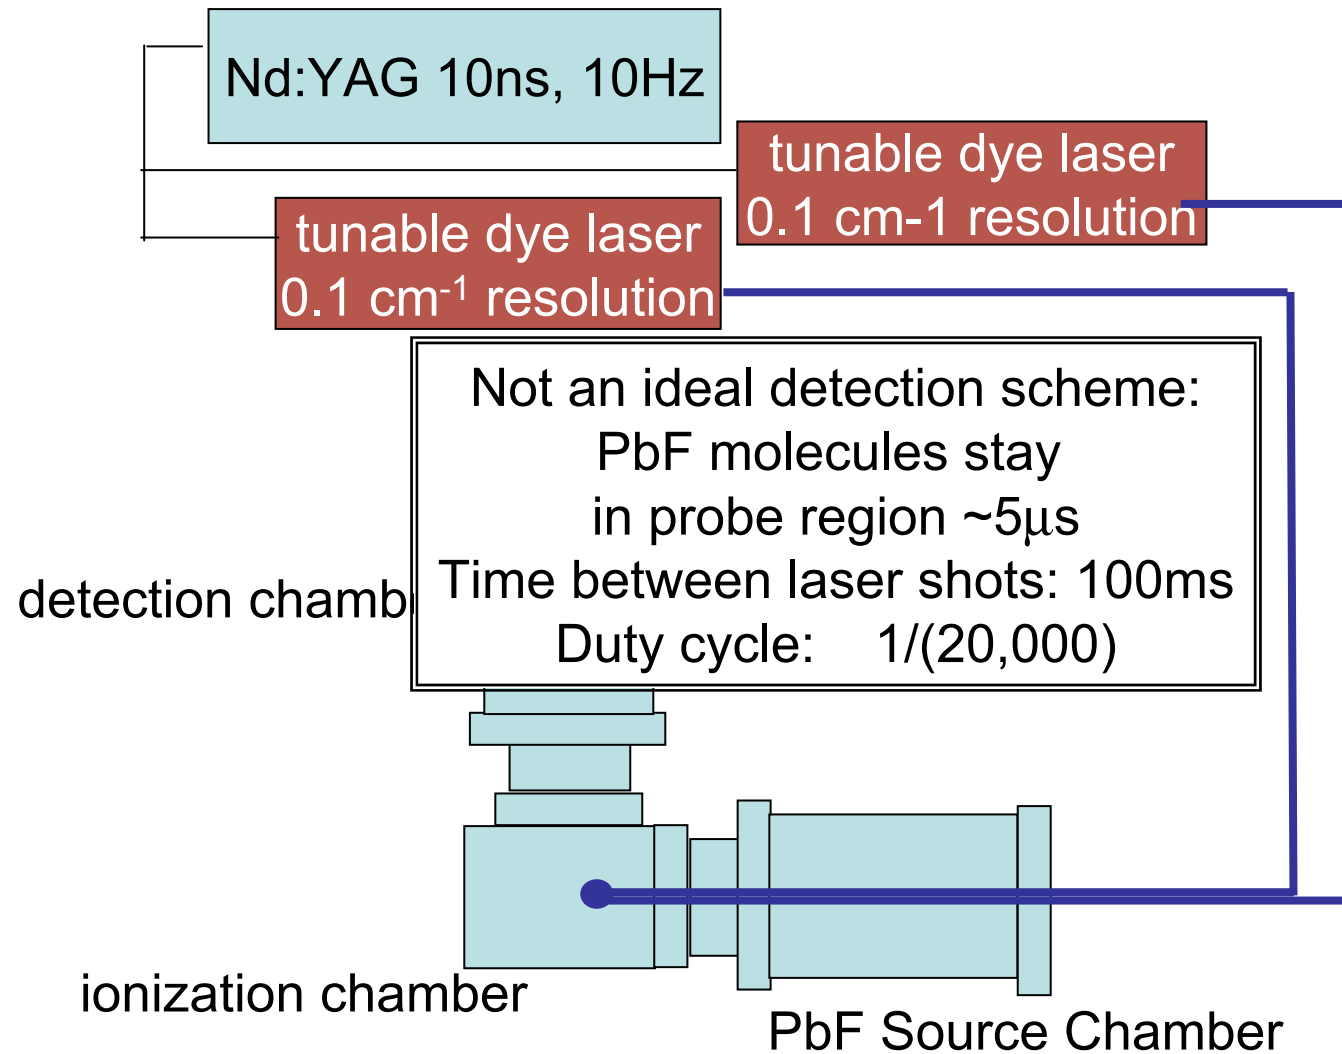 Nd:YAG 10ns, 10Hz
tunable dye laser
0.1 cm-1 resolution
tunable dye laser
0.1 cm⁻¹ resolution
Not an ideal detection scheme:
PbF molecules stay
in probe region ~5μs
Time between laser shots: 100ms
Duty cycle: 1/(20,000)
detection chamb
ionization chamber
PbF Source Chamber